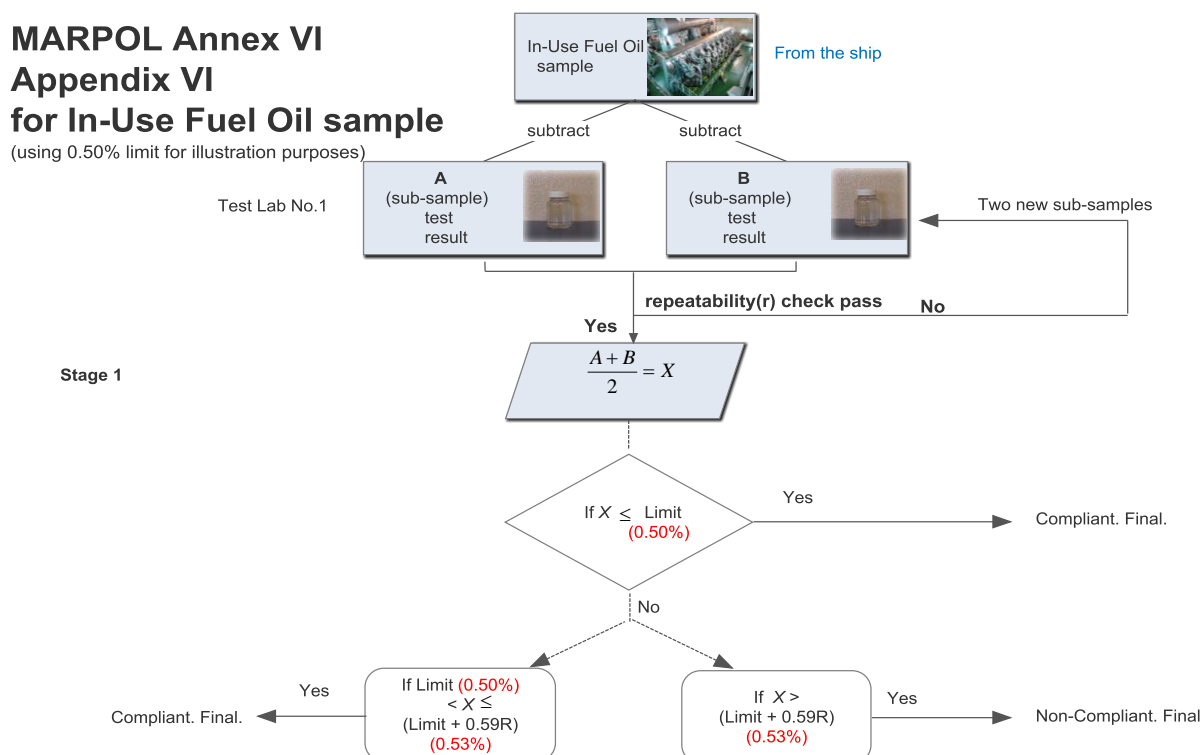 MARPOL Annex VI
Appendix VI
for In-Use Fuel Oil sample
(using 0.50% limit for illustration purposes)
In-Use Fuel Oil
sample
From the ship
subtract
subtract
Test Lab No.1
A
(sub-sample)
test
result
B
(sub-sample)
test
result
Two new sub-samples
repeatability(r) check pass
No
Yes
Stage 1
A + B / 2 = X
If X ≤ Limit
(0.50%)
Yes
Compliant. Final.
No
If Limit (0.50%)
< X ≤
(Limit + 0.59R)
(0.53%)
Yes
Compliant. Final.
If X >
(Limit + 0.59R)
(0.53%)
Yes
Non-Compliant. Final